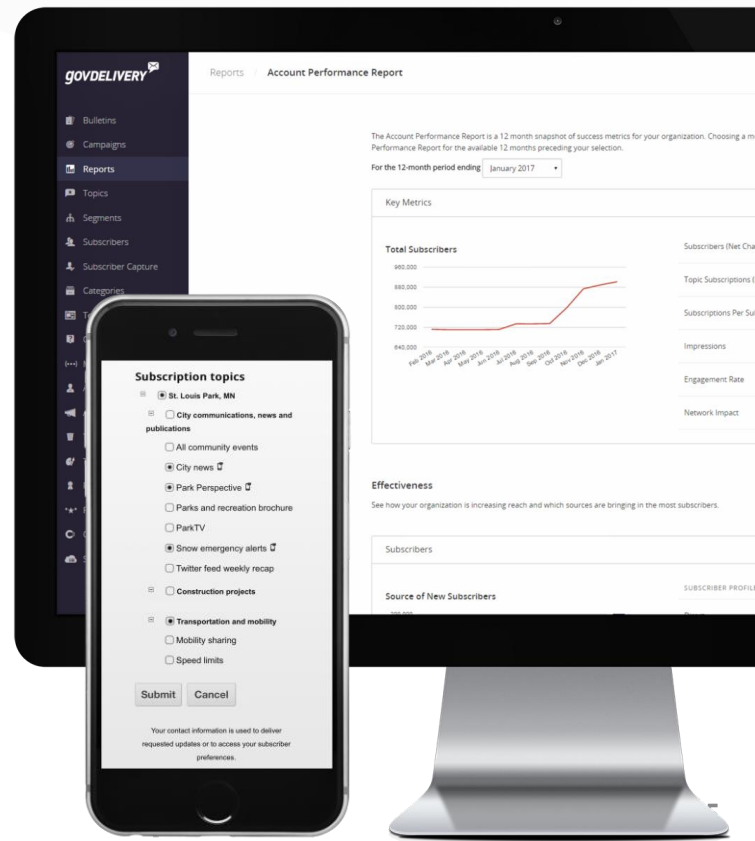 GOVDELIVERY
Reports / Account Performance Report
Bulletins
Campaigns
Reports
Topics
Segments
Subscribers
Subscriber Capture
Categories
The Account Performance Report is a 12 month snapshot of success metrics for your organization. Choosing a
Performance Report for the available 12 months preceding your selection.
For the 12-month period ending January 2017
Key Metrics
Total Subscribers
960,000
880,000
800,000
720,000
640,000
Feb 2016 Mar 2016 Apr 2016 May 2016 Jun 2016 Jul 2016 Aug 2016 Sep 2016 Oct 2016 Nov 2016 Dec 2016 Jan 2017
Subscribers (Net Cha
Topic Subscriptions (
Subscriptions Per Su
Impressions
Engagement Rate
Network Impact
Effectiveness
See how your organization is increasing reach and which sources are bringing in the most subscribers.
Subscribers
Source of New Subscribers
SUBSCRIBER PROFILE
Subscription topics
St. Louis Park, MN
City communications, news and
publications
All community events
City news
Park Perspective
Parks and recreation brochure
ParkTV
Snow emergency alerts
Twitter feed weekly recap
Construction projects
Transportation and mobility
Mobility sharing
Speed limits
Submit Cancel
Your contact information is used to deliver
requested updates or to access your subscriber
preferences.